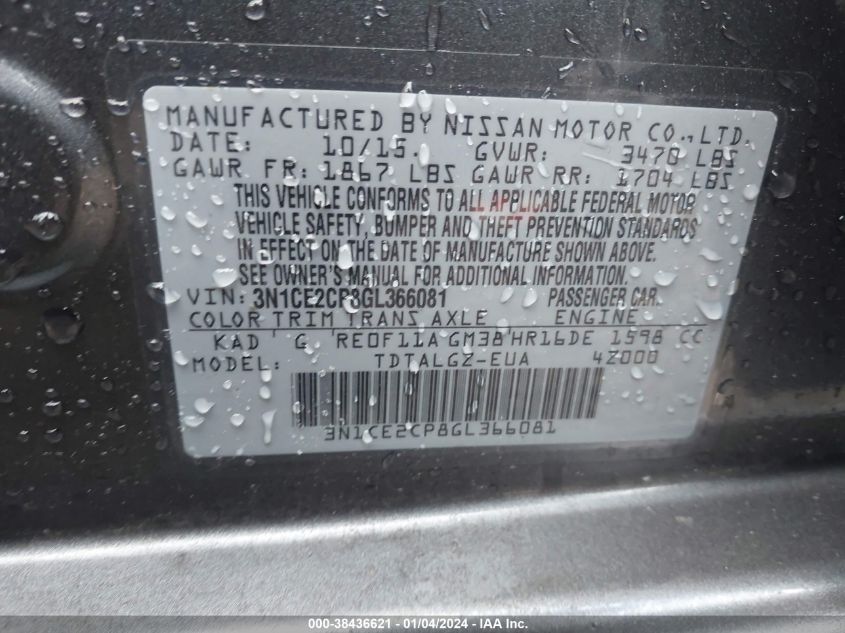 MANUFACTURED BY NISSAN MOTOR CO., LTD.
DATE: 10/15. GVWR: 3470 LBS
GAWR FR: 1867 LBS GAWR RR: 1704 LBS
THIS VEHICLE CONFORMS TO ALL APPLICABLE FEDERAL MOTOR
VEHICLE SAFETY, BUMPER AND THEFT PREVENTION STANDARDS
IN EFFECT ON THE DATE OF MANUFACTURE SHOWN ABOVE.
SEE OWNER'S MANUAL FOR ADDITIONAL INFORMATION.
VIN: 3N1CE2CP8GL366081 PASSENGER CAR
COLOR TRIM TRANS AXLE ENGINE
KAD G RE0F11A GM38 HR16DE 1598 CC
MODEL: TDTALGZ-EUA 4Z000
3N1CE2CP8GL366081
000-38436621 - 01/04/2024 - IAA Inc.